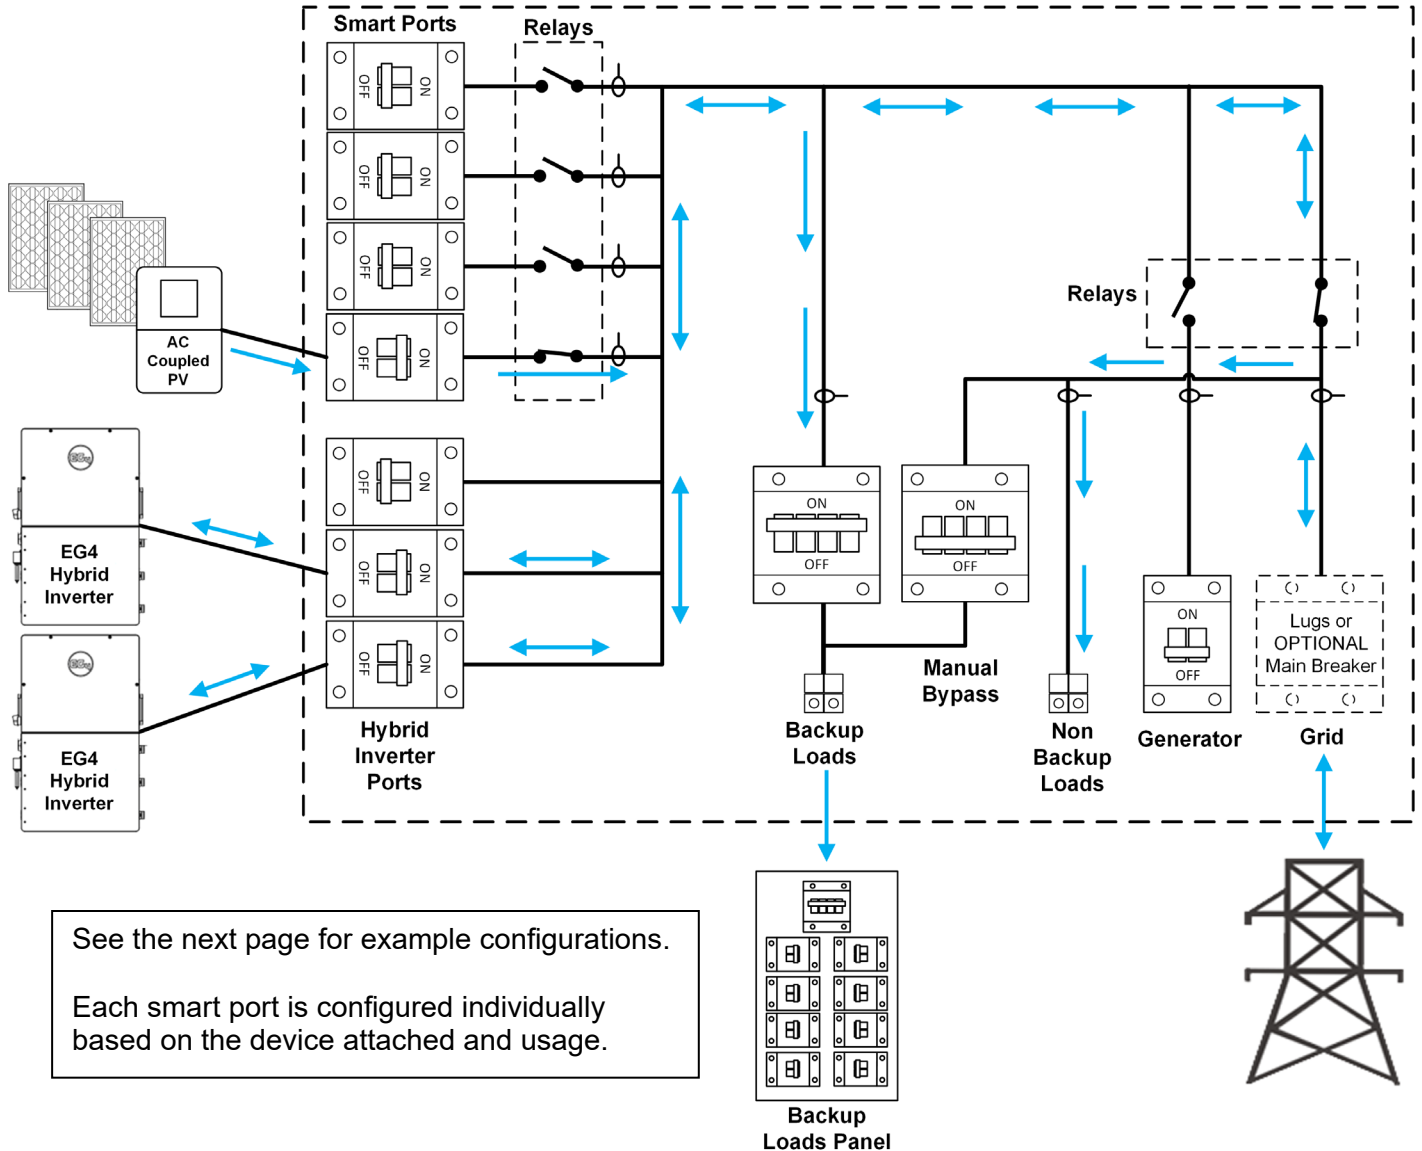 Smart Ports
Relays
OFF
ON
OFF
ON
OFF
ON
OFF
ON
AC
Coupled
PV
Relays
EG4
Hybrid
Inverter
OFF
ON
OFF
ON
OFF
ON
EG4
Hybrid
Inverter
Hybrid
Inverter
Ports
ON
OFF
ON
OFF
Manual
Bypass
Backup
Loads
Non
Backup
Loads
ON
OFF
Generator
Lugs or
OPTIONAL
Main Breaker
Grid
See the next page for example configurations.
Each smart port is configured individually
based on the device attached and usage.
Backup
Loads Panel